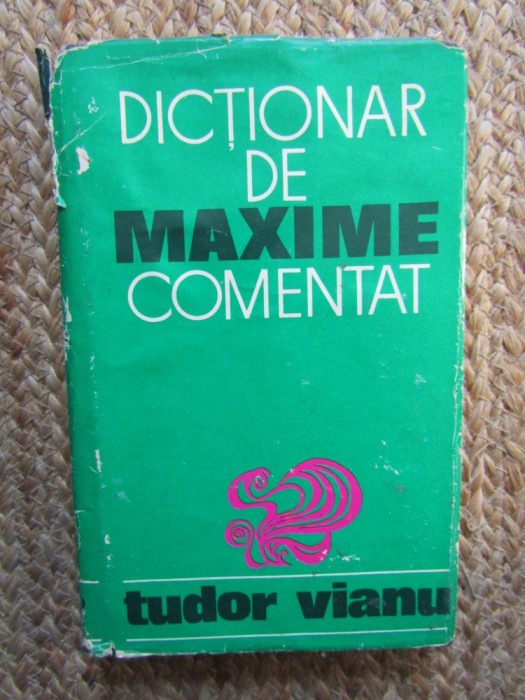 DICȚIONAR
DE
MAXIME
COMENTAT
tudor vianu